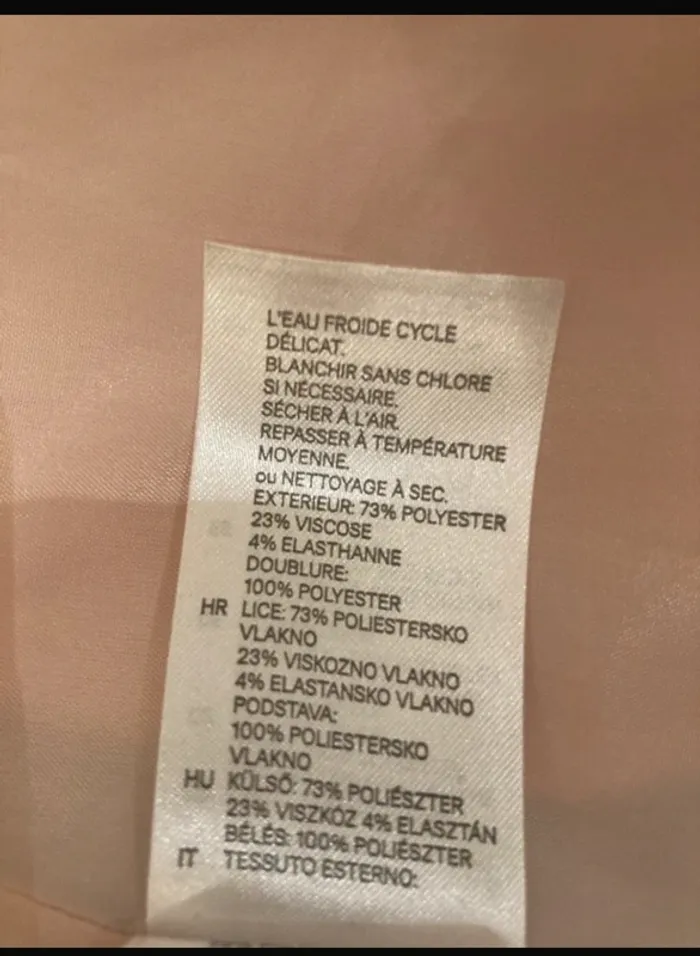 L'EAU FROIDE CYCLE
DÉLICAT.
BLANCHIR SANS CHLORE
SI NÉCESSAIRE.
SÉCHER À L'AIR.
REPASSER À TEMPÉRATURE
MOYENNE.
ou NETTOYAGE À SEC.
EXTERIEUR: 73% POLYESTER
23% VISCOSE
4% ELASTHANNE
DOUBLURE:
100% POLYESTER
HR LICE: 73% POLIESTERSKO
VLAKNO
23% VISKOZNO VLAKNO
4% ELASTANSKO VLAKNO
PODSTAVA:
100% POLIESTERSKO
VLAKNO
HU KÜLSŐ: 73% POLIÉSZTER
23% VISZKÓZ 4% ELASZTÁN
BÉLÉS: 100% POLIÉSZTER
IT TESSUTO ESTERNO: